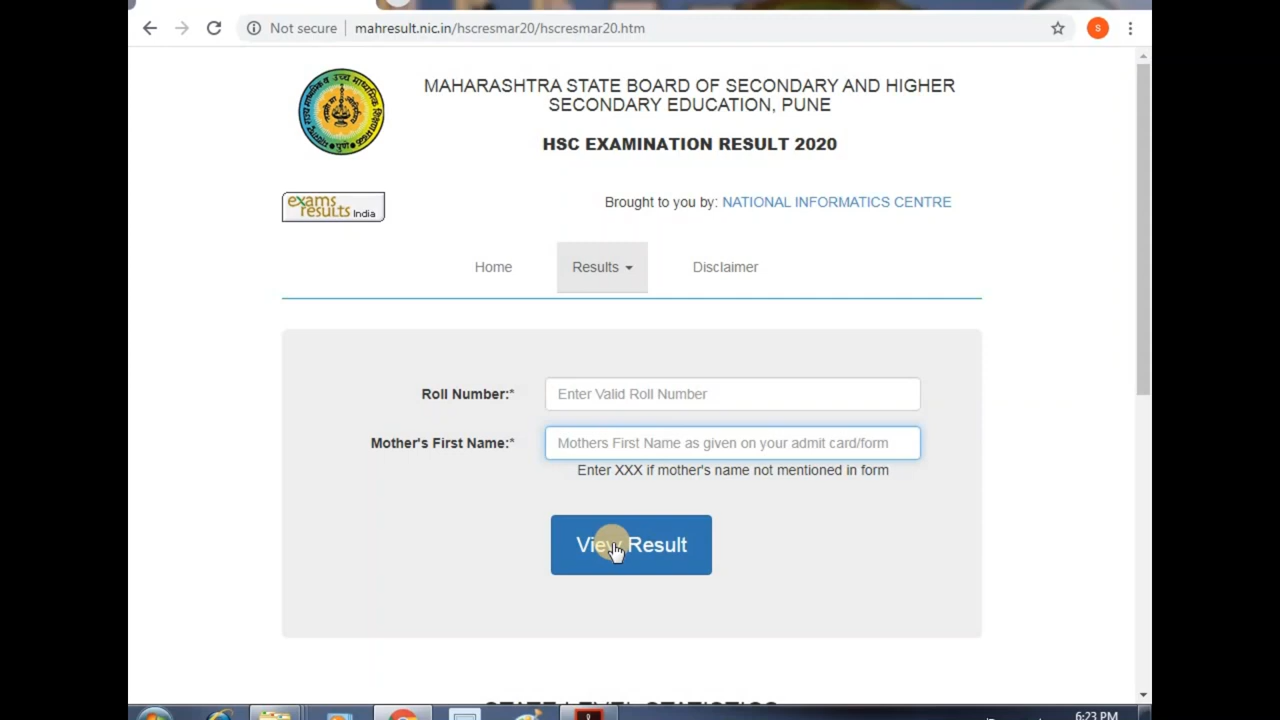 Not secure | mahresult.nic.in/hscresmar20/hscresmar20.htm
S
MAHARASHTRA STATE BOARD OF SECONDARY AND HIGHER
SECONDARY EDUCATION, PUNE
HSC EXAMINATION RESULT 2020
exams
results India
Brought to you by: NATIONAL INFORMATICS CENTRE
Home Results Disclaimer
Roll Number:* Enter Valid Roll Number
Mother's First Name:* Mothers First Name as given on your admit card/form
Enter XXX if mother's name not mentioned in form
View Result
STATE LEVEL STATISTICS
6:23 PM